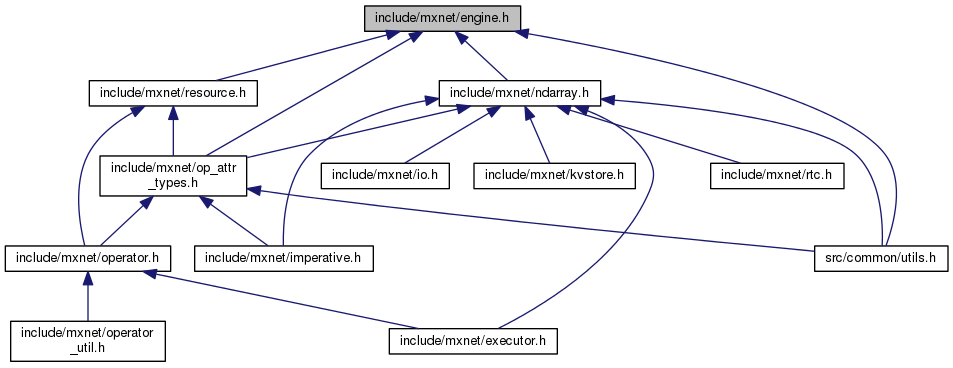 include/mxnet/engine.h
include/mxnet/resource.h
include/mxnet/ndarray.h
include/mxnet/op_attr
_types.h
include/mxnet/io.h
include/mxnet/kvstore.h
include/mxnet/rtc.h
include/mxnet/operator.h
include/mxnet/imperative.h
src/common/utils.h
include/mxnet/operator
_util.h
include/mxnet/executor.h